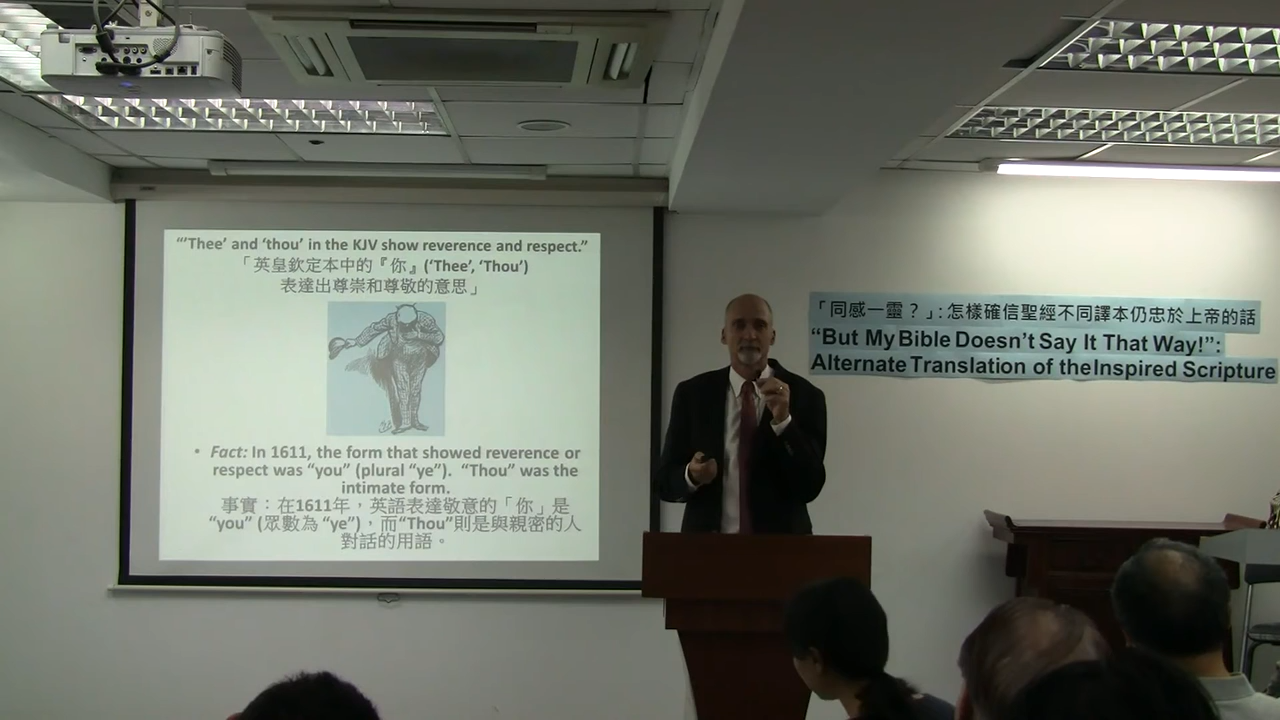 “’Thee’ and ‘thou’ in the KJV show reverence and respect.”
「英皇欽定本中的『你』(‘Thee’, ‘Thou’)
表達出尊崇和尊敬的意思」
• Fact: In 1611, the form that showed reverence or
respect was “you” (plural “ye”). “Thou” was the
intimate form.
事實：在1611年，英語表達敬意的「你」是
“you” (眾數為 “ye”)，而“Thou”則是與親密的人
對話的用語。
「同感一靈？」: 怎樣確信聖經不同譯本仍忠於上帝的話
“But My Bible Doesn’t Say It That Way!”:
Alternate Translation of the Inspired Scripture